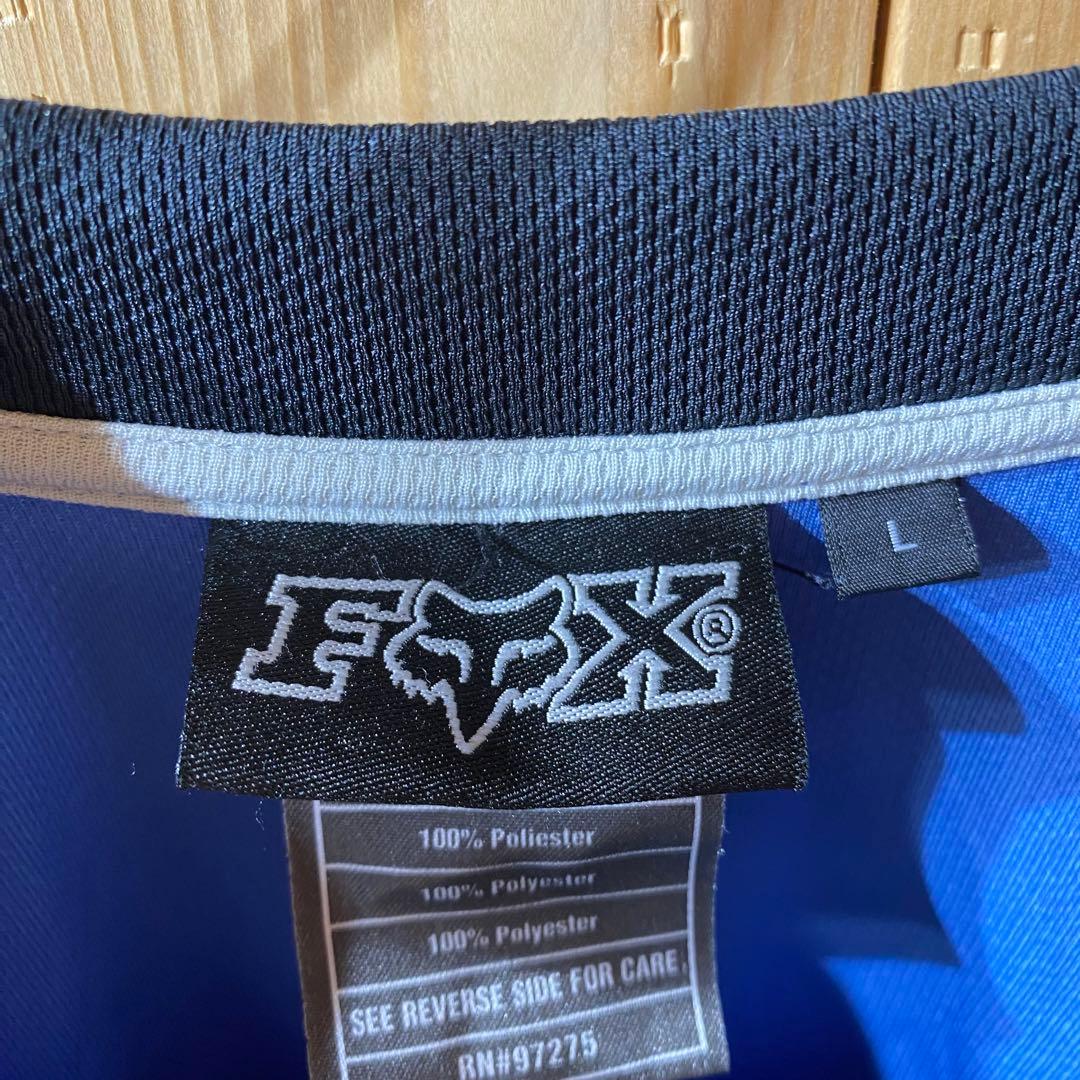 FOX®
L
100% Poliester
100% Polyester
100% Polyester
SEE REVERSE SIDE FOR CARE
RN#97275